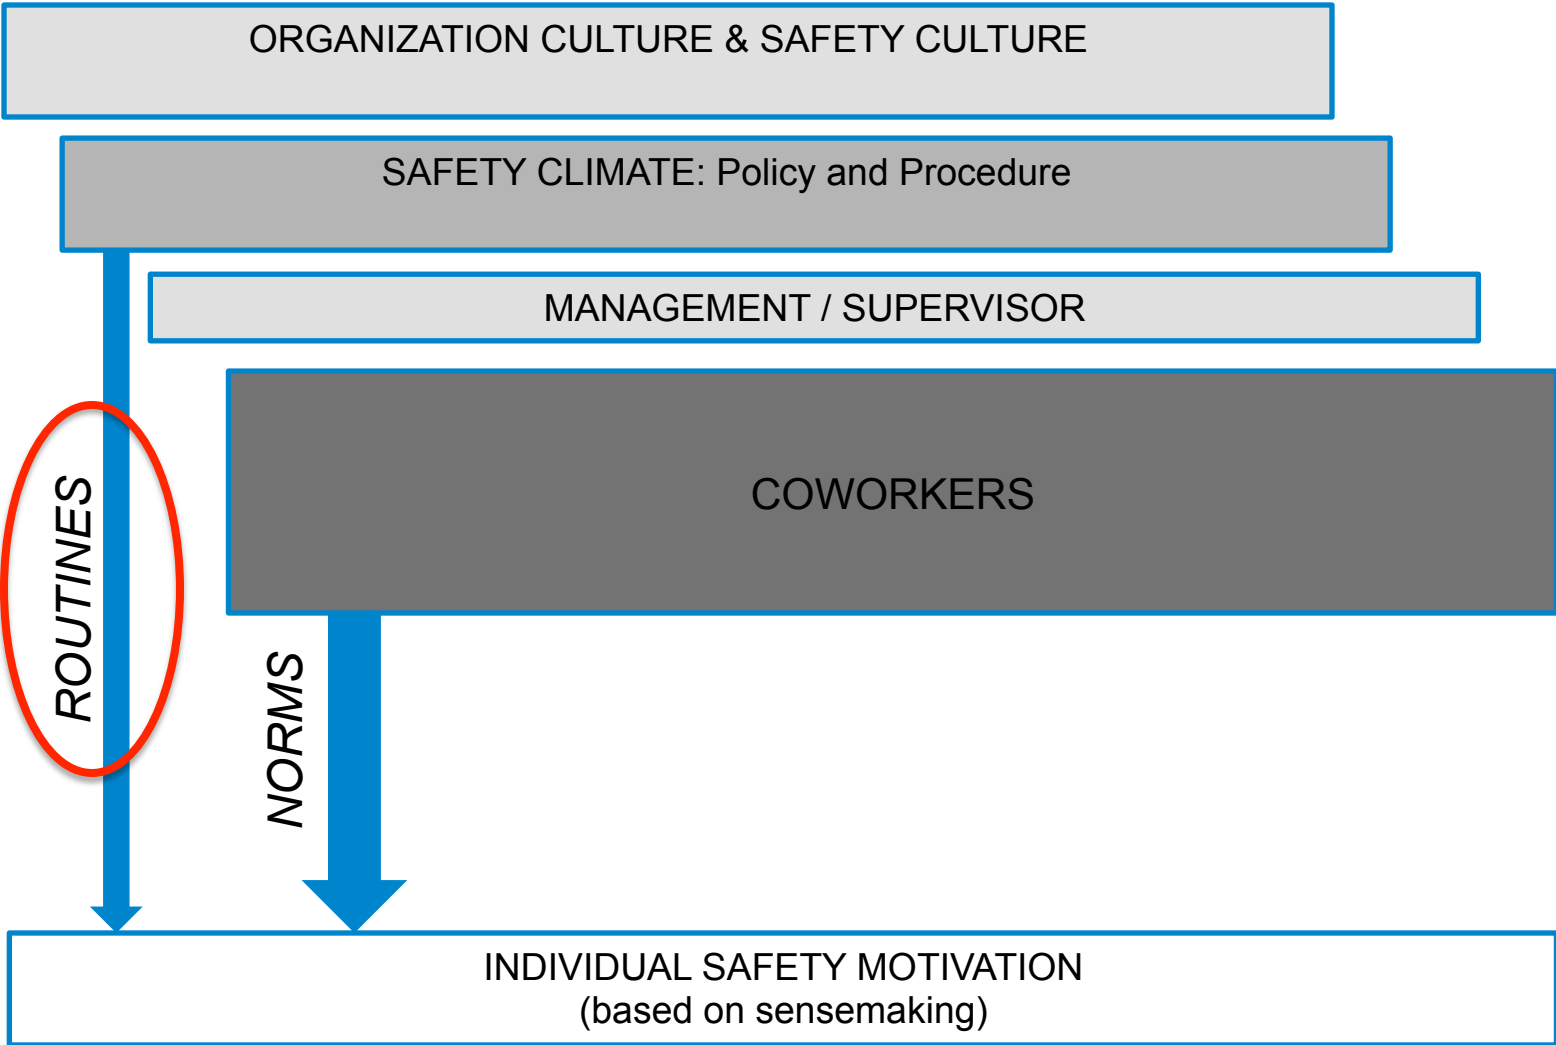 ORGANIZATION CULTURE & SAFETY CULTURE
SAFETY CLIMATE: Policy and Procedure
MANAGEMENT / SUPERVISOR
COWORKERS
ROUTINES
NORMS
INDIVIDUAL SAFETY MOTIVATION
(based on sensemaking)